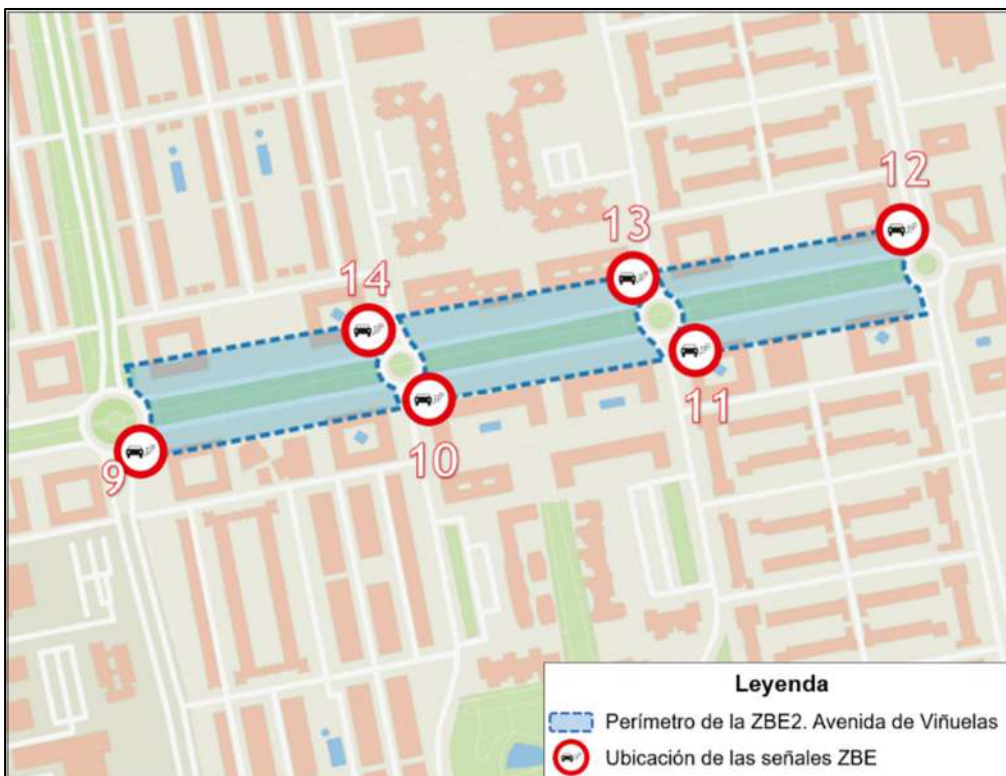 12
13
14
11
10
9
Leyenda
Perímetro de la ZBE2. Avenida de Viñuelas
Ubicación de las señales ZBE